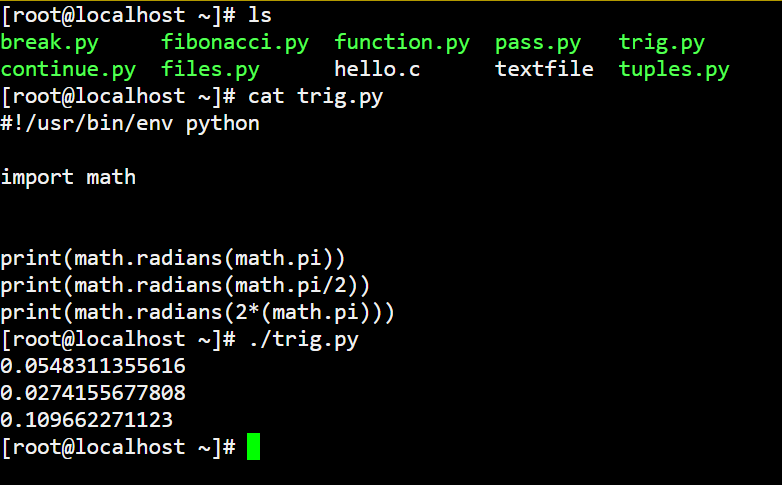 [root@localhost ~]# ls
break.py     fibonacci.py  function.py  pass.py   trig.py
continue.py  files.py      hello.c      textfile  tuples.py
[root@localhost ~]# cat trig.py
#!/usr/bin/env python
import math
print(math.radians(math.pi))
print(math.radians(math.pi/2))
print(math.radians(2*(math.pi)))
[root@localhost ~]# ./trig.py
0.0548311355616
0.0274155677808
0.109662271123
[root@localhost ~]#